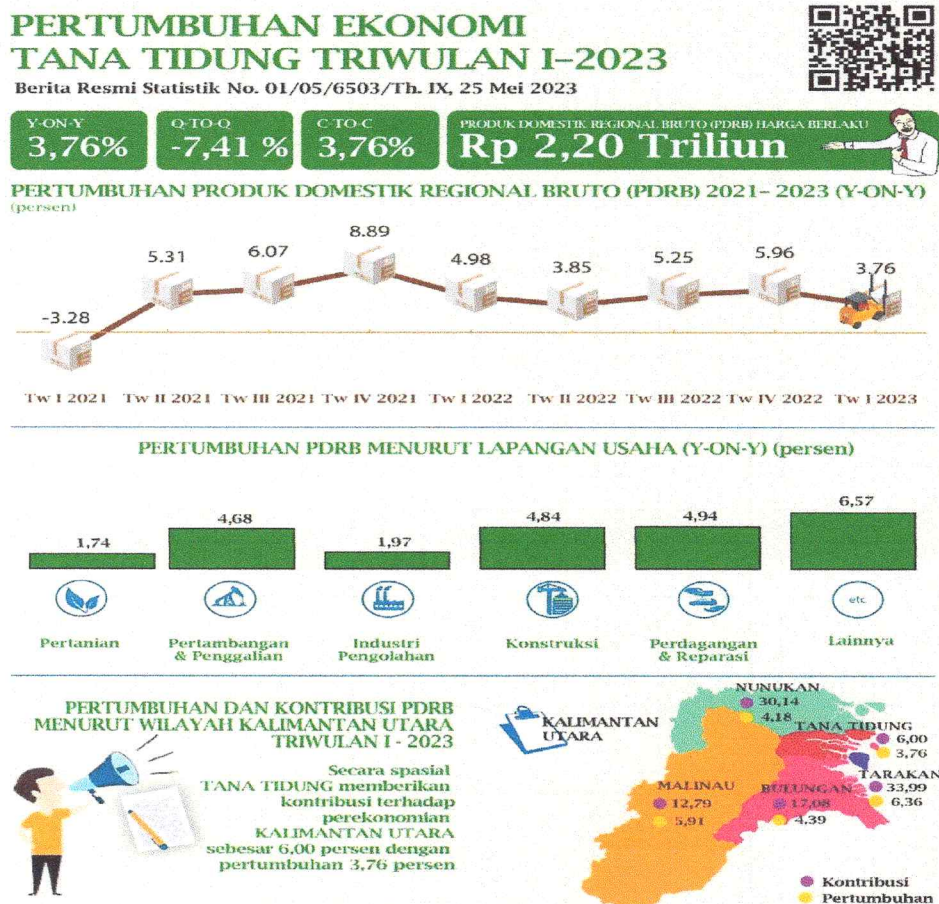 PERTUMBUHAN EKONOMI
TANA TIDUNG TRIWULAN I–2023
Berita Resmi Statistik No. 01/05/6503/Th. IX, 25 Mei 2023
Y-ON-Y
3,76%
Q-TO-Q
-7,41 %
C-TO-C
3,76%
PRODUK DOMESTIK REGIONAL BRUTO (PDRB) HARGA BERLAKU
Rp 2,20 Triliun
PERTUMBUHAN PRODUK DOMESTIK REGIONAL BRUTO (PDRB) 2021– 2023 (Y-ON-Y)
(persen)
-3.28
5.31
6.07
8.89
4.98
3.85
5.25
5.96
3.76
Tw I 2021 Tw II 2021 Tw III 2021 Tw IV 2021 Tw I 2022 Tw II 2022 Tw III 2022 Tw IV 2022 Tw I 2023
PERTUMBUHAN PDRB MENURUT LAPANGAN USAHA (Y-ON-Y) (persen)
1,74
4,68
1,97
4,84
4,94
6,57
etc
Pertanian
Pertambangan
& Penggalian
Industri
Pengolahan
Konstruksi
Perdagangan
& Reparasi
Lainnya
PERTUMBUHAN DAN KONTRIBUSI PDRB
MENURUT WILAYAH KALIMANTAN UTARA
TRIWULAN I - 2023
Secara spasial
TANA TIDUNG memberikan
kontribusi terhadap
perekonomian
KALIMANTAN UTARA
sebesar 6,00 persen dengan
pertumbuhan 3,76 persen
KALIMANTAN
UTARA
NUNUKAN
30,14
4,18
TANA TIDUNG
6,00
3,76
TARAKAN
33,99
6,36
MALINAU
12,79
5,91
BULUNGAN
17,08
4,39
Kontribusi
Pertumbuhan